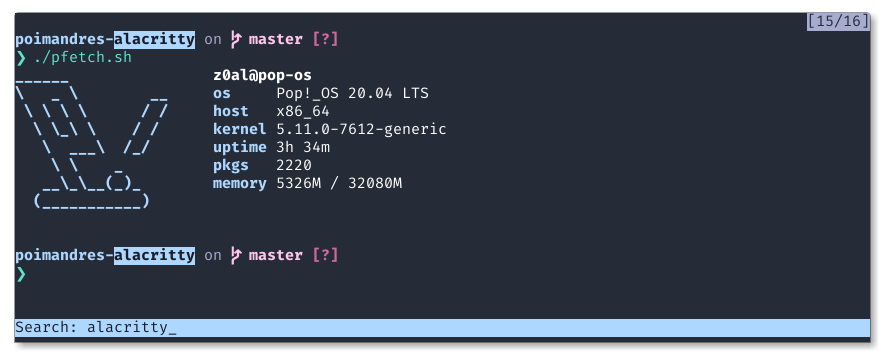 [15/16]
poimandres-alacritty on master [?]
❯ ./pfetch.sh
z0al@pop-os
os Pop!_OS 20.04 LTS
host x86_64
kernel 5.11.0-7612-generic
uptime 3h 34m
pkgs 2220
memory 5326M / 32080M
poimandres-alacritty on master [?]
❯
Search: alacritty_